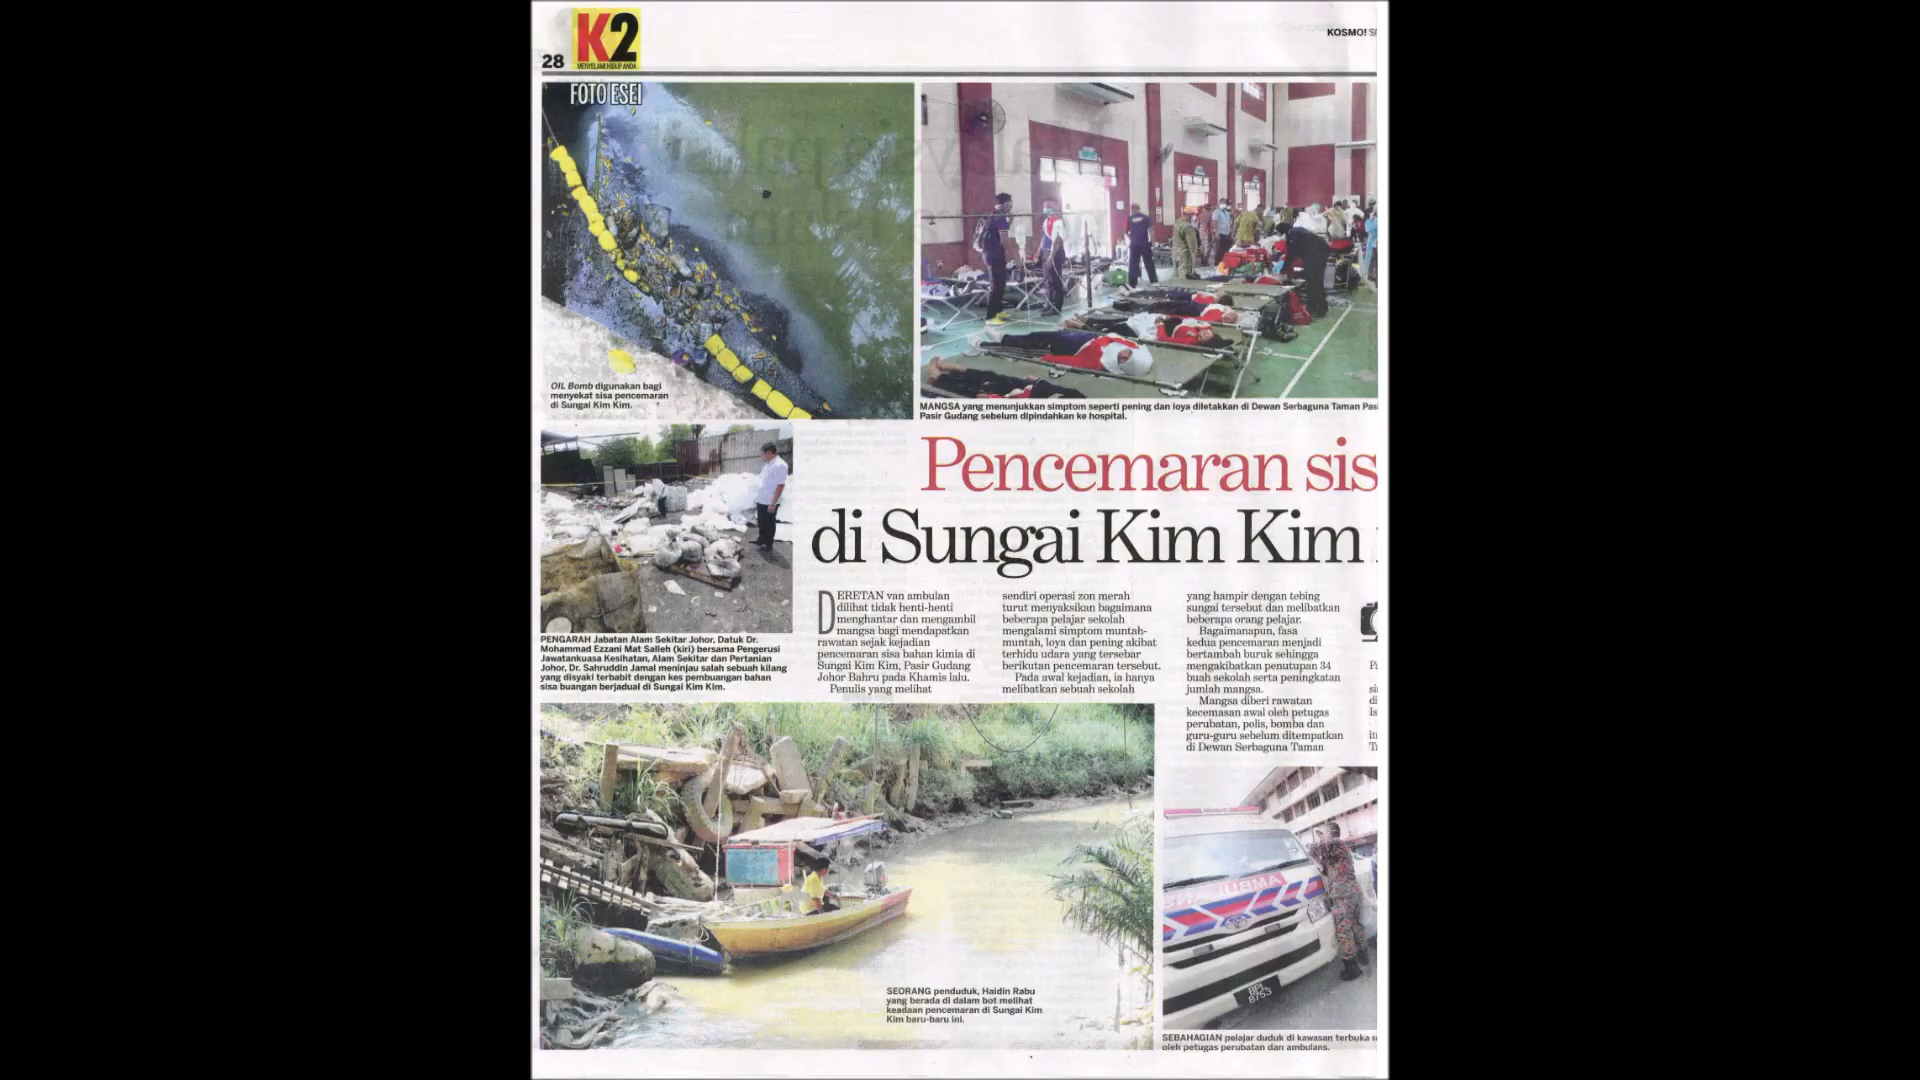 28
K2
MENYELAMI HIDUP ANDA
KOSMO!
FOTO ESEI
OIL Bomb digunakan bagi
menyekat sisa pencemaran
di Sungai Kim Kim.
MANGSA yang menunjukkan simptom seperti pening dan loya diletakkan di Dewan Serbaguna Taman Pas
Pasir Gudang sebelum dipindahkan ke hospital.
PENGARAH Jabatan Alam Sekitar Johor, Datuk Dr.
Mohammad Ezzani Mat Salleh (kiri) bersama Pengerusi
Jawatankuasa Kesihatan, Alam Sekitar dan Pertanian
Johor, Dr. Sahruddin Jamal meninjau salah sebuah kilang
yang disyaki terbabit dengan kes pembuangan bahan
sisa buangan berjadual di Sungai Kim Kim.
Pencemaran sis
di Sungai Kim Kim
DERETAN van ambulan
dilihat tidak henti-henti
menghantar dan mengambil
mangsa bagi mendapatkan
rawatan sejak kejadian
pencemaran sisa bahan kimia di
Sungai Kim Kim, Pasir Gudang
Johor Bahru pada Khamis lalu.
Penulis yang melihat
sendiri operasi zon merah
turut menyaksikan bagaimana
beberapa pelajar sekolah
mengalami simptom muntah-
muntah, loya dan pening akibat
terhidu udara yang tersebar
berikutan pencemaran tersebut.
Pada awal kejadian, ia hanya
melibatkan sebuah sekolah
yang hampir dengan tebing
sungai tersebut dan melibatkan
beberapa orang pelajar.
Bagaimanapun, fasa
kedua pencemaran menjadi
bertambah buruk sehingga
mengakibatkan penutupan 34
buah sekolah serta peningkatan
jumlah mangsa.
Mangsa diberi rawatan
kecemasan awal oleh petugas
perubatan, polis, bomba dan
guru-guru sebelum ditempatkan
di Dewan Serbaguna Taman
SEORANG penduduk, Haidin Rabu
yang berada di dalam bot melihat
keadaan pencemaran di Sungai Kim
Kim baru-baru ini.
AMBULANS
BPL
8753
SEBAHAGIAN pelajar duduk di kawasan terbuka s
oleh petugas perubatan dan ambulans.